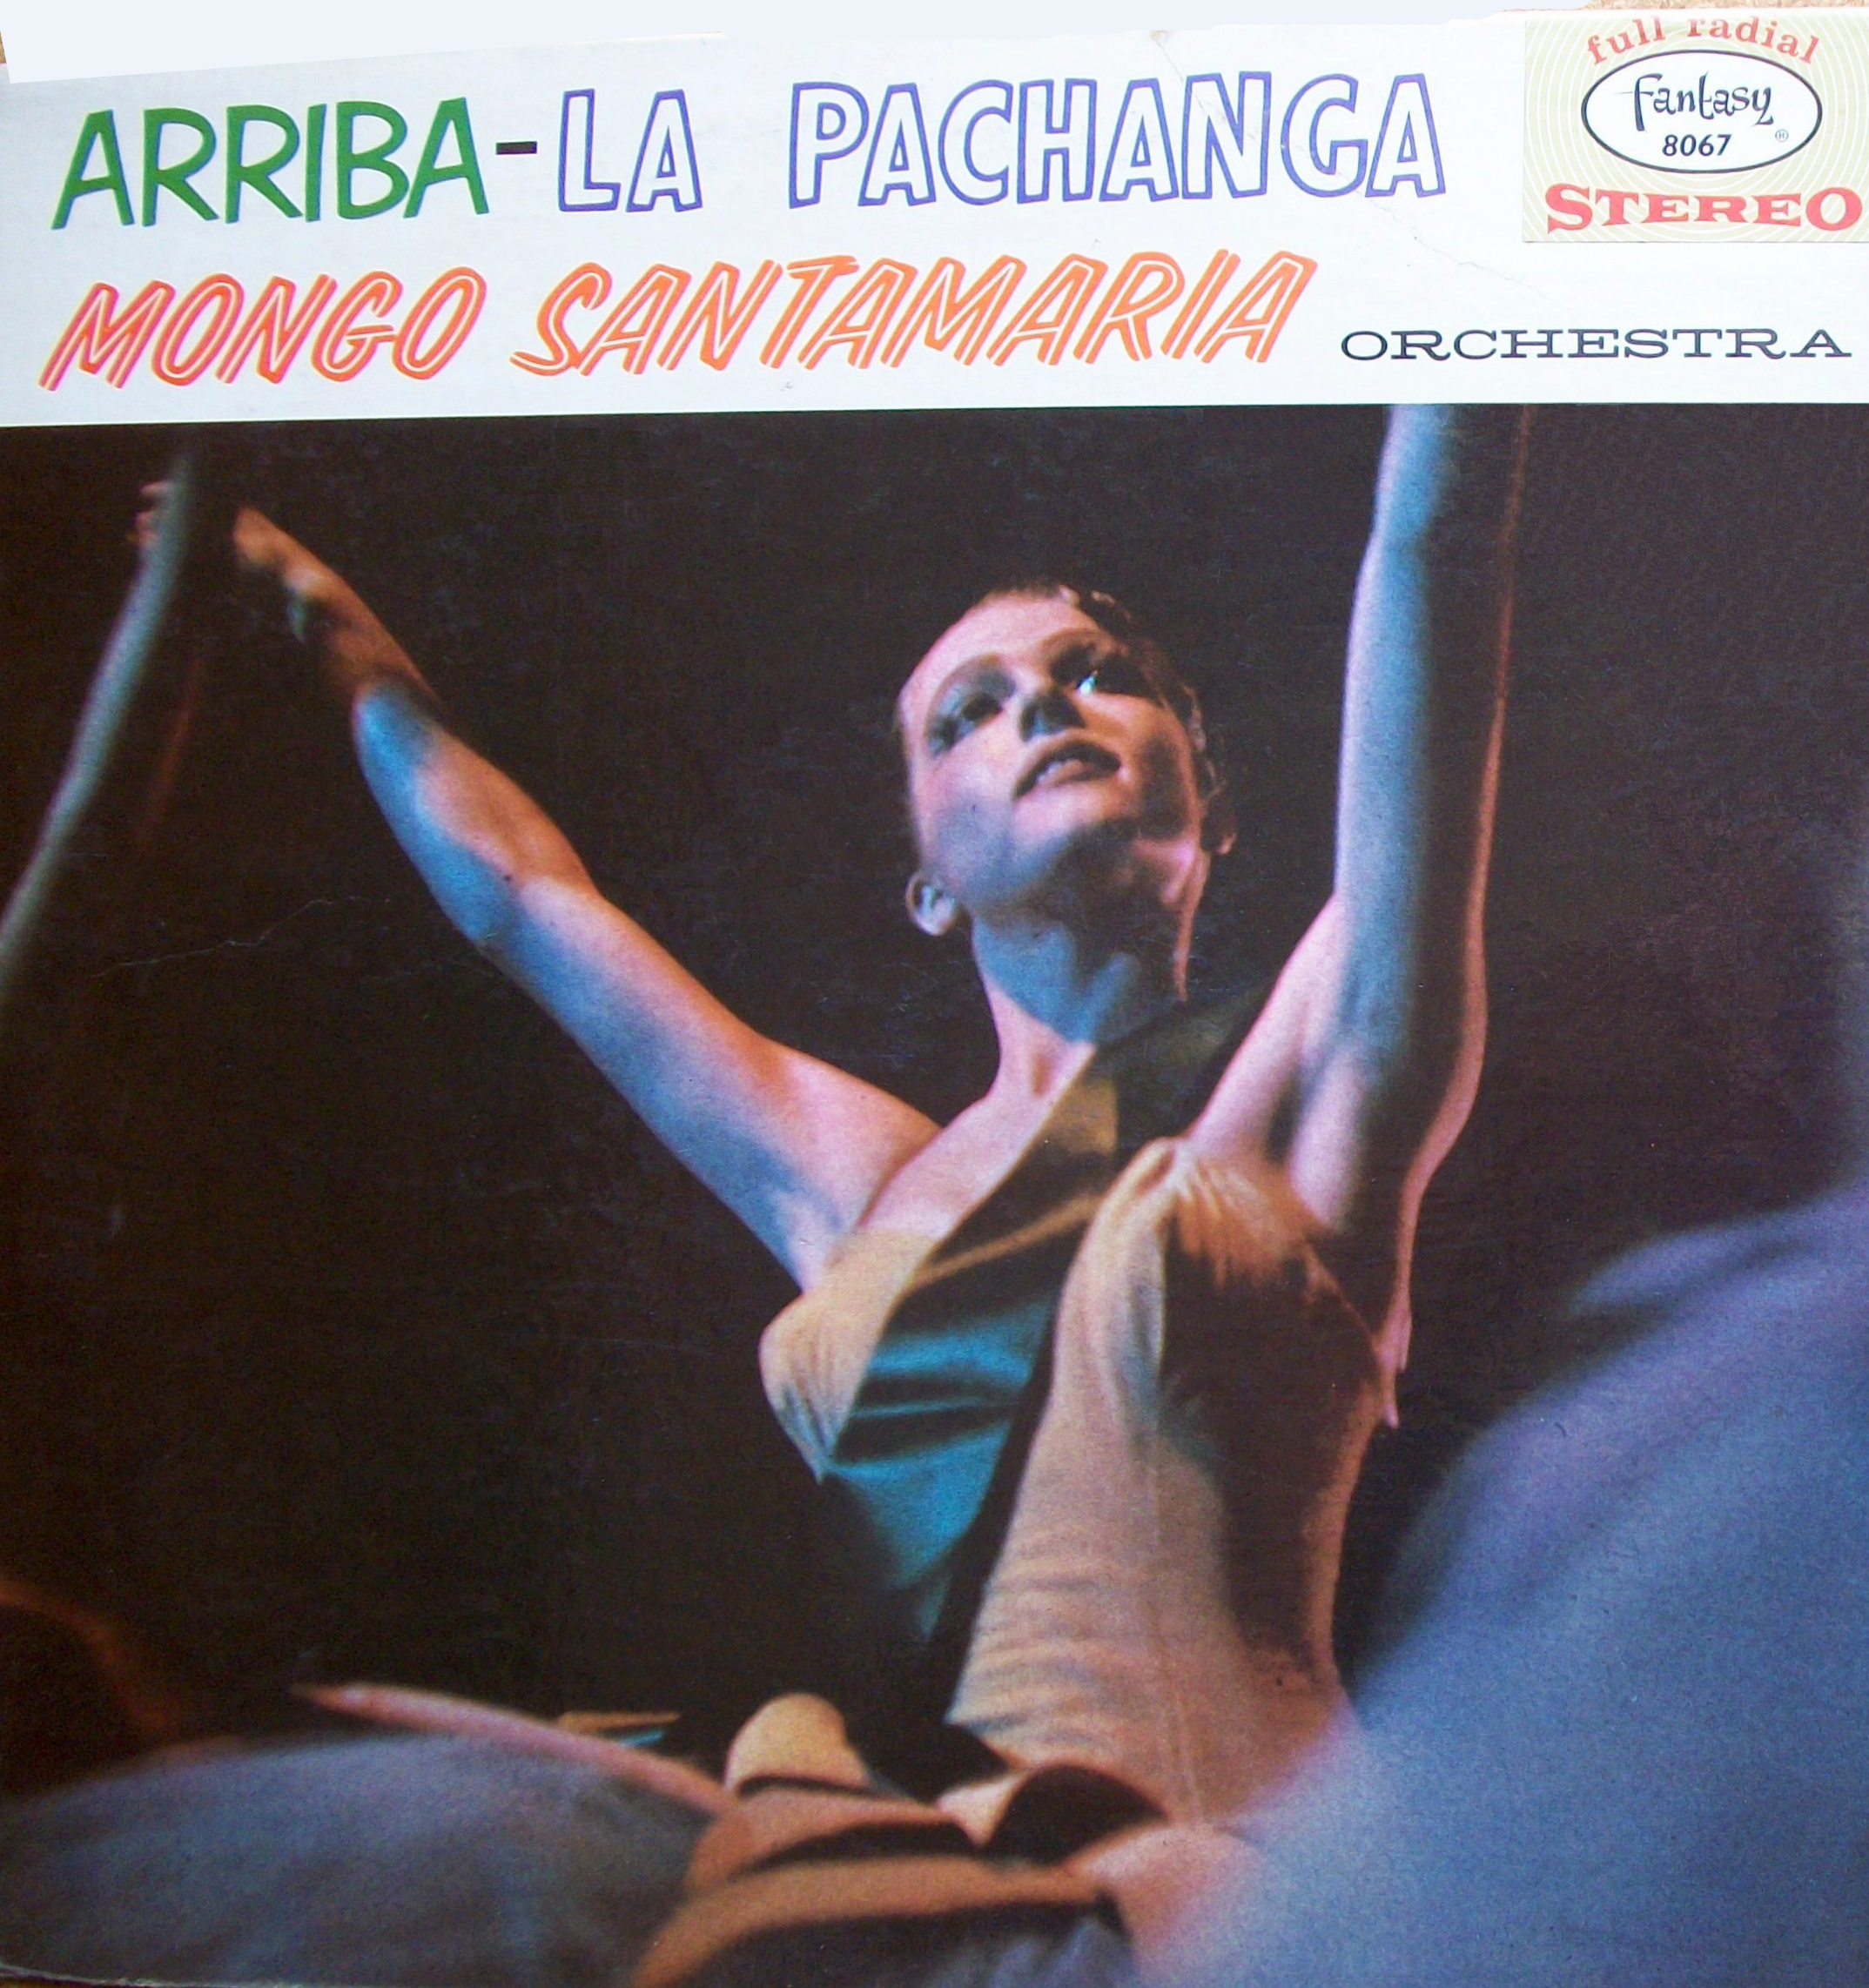 ARRIBA-LA PACHANGA
MONGO SANTAMARIA ORCHESTRA
full radial
Fantasy
8067
®
STEREO